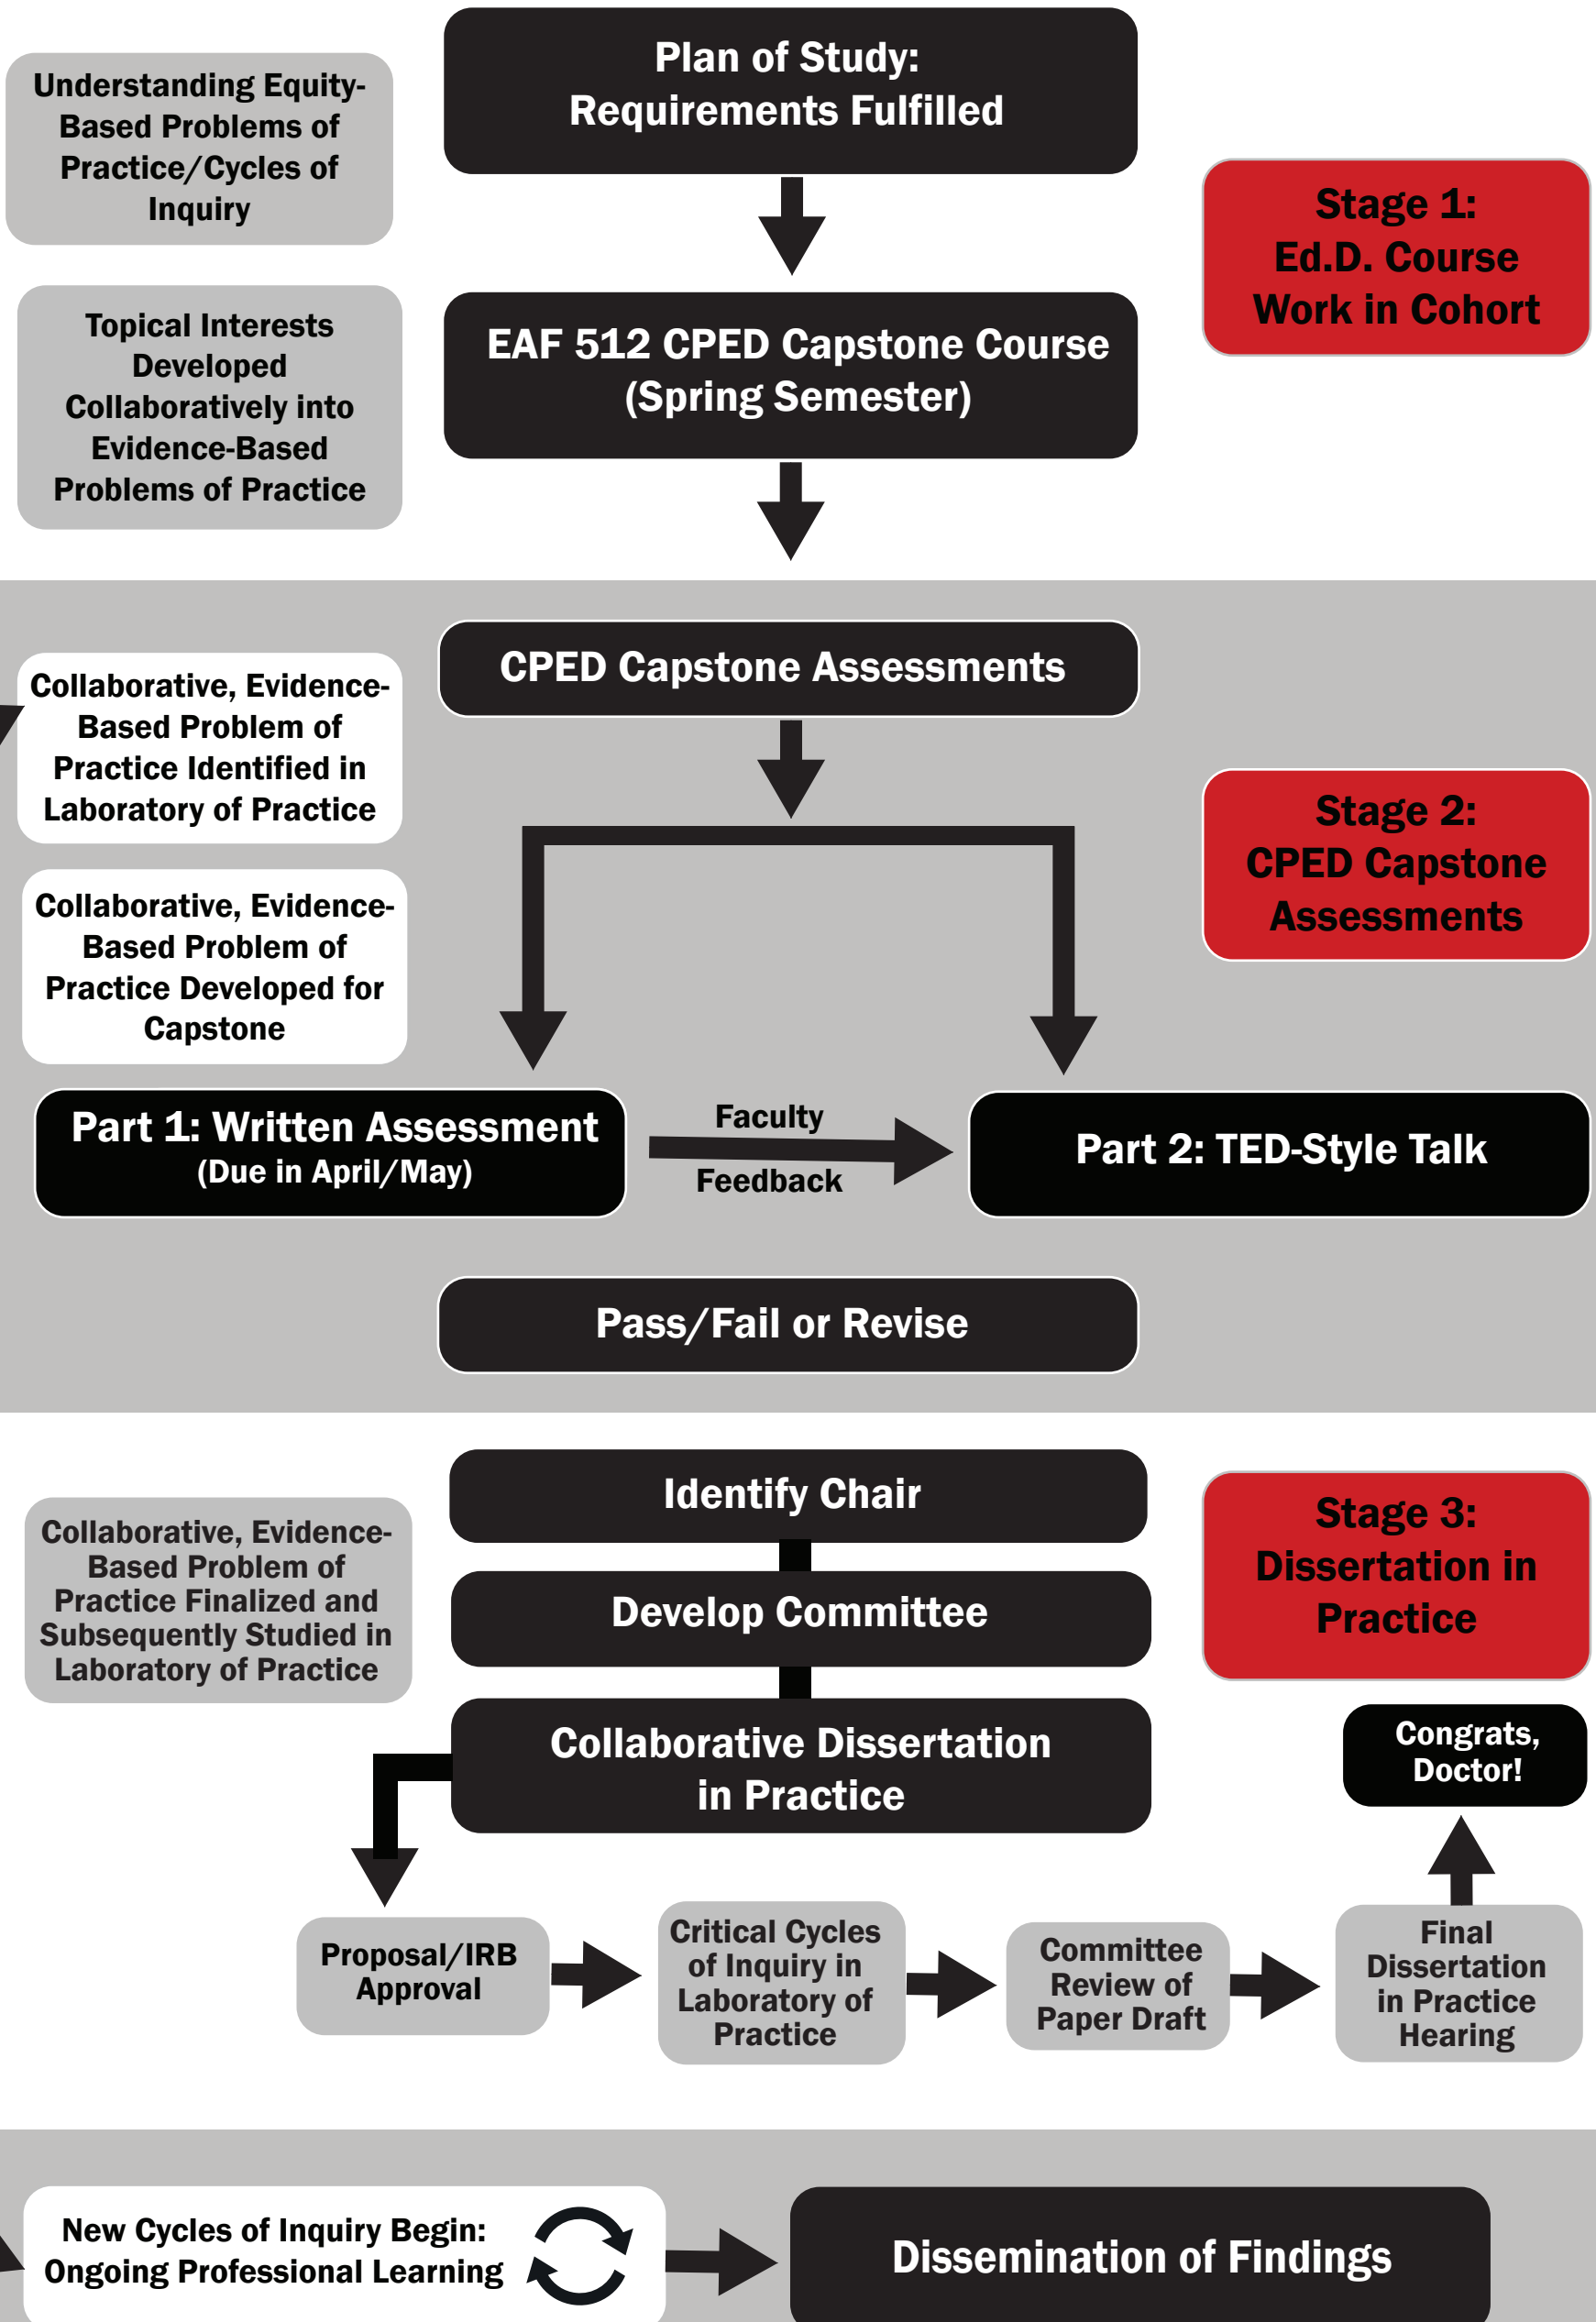 Plan of Study:
Requirements Fulfilled
Understanding Equity-
Based Problems of
Practice/Cycles of
Inquiry
Stage 1:
Ed.D. Course
Work in Cohort
Topical Interests
Developed
Collaboratively into
Evidence-Based
Problems of Practice
EAF 512 CPED Capstone Course
(Spring Semester)
CPED Capstone Assessments
Collaborative, Evidence-
Based Problem of
Practice Identified in
Laboratory of Practice
Stage 2:
CPED Capstone
Assessments
Collaborative, Evidence-
Based Problem of
Practice Developed for
Capstone
Part 1: Written Assessment
(Due in April/May)
Faculty
Feedback
Part 2: TED-Style Talk
Pass/Fail or Revise
Identify Chair
Collaborative, Evidence-
Based Problem of
Practice Finalized and
Subsequently Studied in
Laboratory of Practice
Stage 3:
Dissertation in
Practice
Develop Committee
Collaborative Dissertation
in Practice
Congrats,
Doctor!
Proposal/IRB
Approval
Critical Cycles
of Inquiry in
Laboratory of
Practice
Committee
Review of
Paper Draft
Final
Dissertation
in Practice
Hearing
New Cycles of Inquiry Begin:
Ongoing Professional Learning
Dissemination of Findings